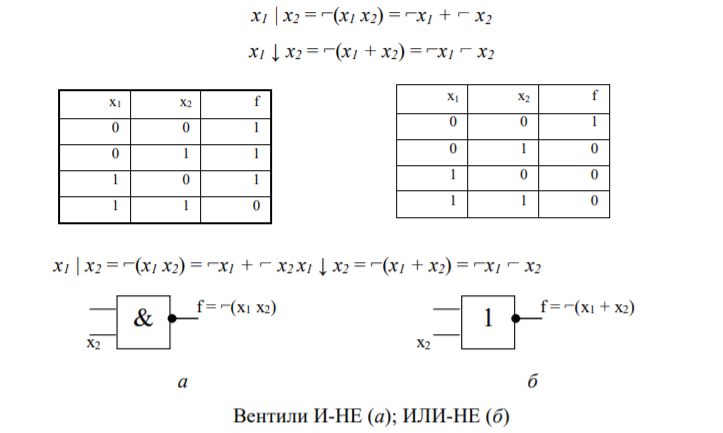 x1 | x2 = ¬(x1 x2) = ¬x1 + ¬ x2
x1 ↓ x2 = ¬(x1 + x2) = ¬x1 ¬ x2
x1 x2 f
0 0 1
0 1 1
1 0 1
1 1 0
x1 x2 f
0 0 1
0 1 0
1 0 0
1 1 0
x1 | x2 = ¬(x1 x2) = ¬x1 + ¬ x2 x1 ↓ x2 = ¬(x1 + x2) = ¬x1 ¬ x2
& f = ¬(x1 x2)
x2
а
1 f = ¬(x1 + x2)
x2
б
Вентили И-НЕ (а); ИЛИ-НЕ (б)